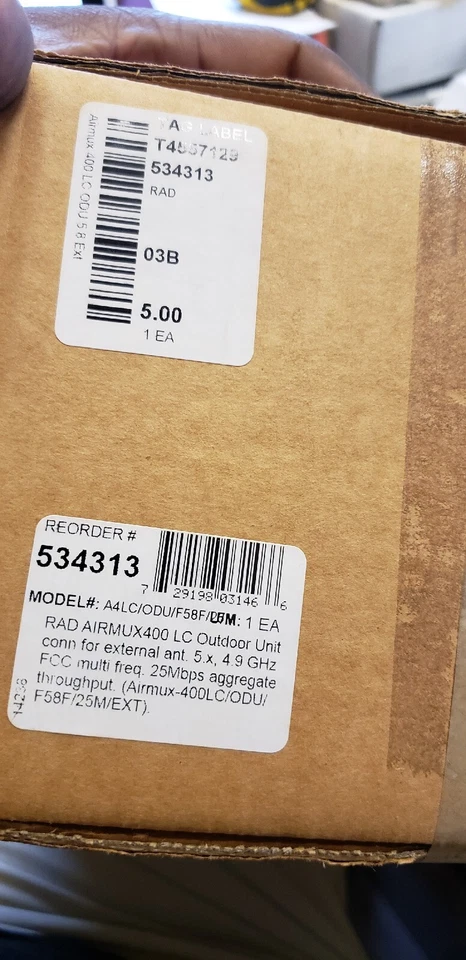 TAG LABEL
T4557129
534313
RAD
03B
5.00
1 EA
Airmux 400 LC ODU 5.8 Ext
REORDER #
534313
7 29198 03146 6
MODEL#: A4LC/ODU/F58F/ UM: 1 EA
RAD AIRMUX400 LC Outdoor Unit
conn for external ant. 5.x, 4.9 GHz
FCC multi freq. 25Mbps aggregate
throughput. (Airmux-400LC/ODU/
F58F/25M/EXT).